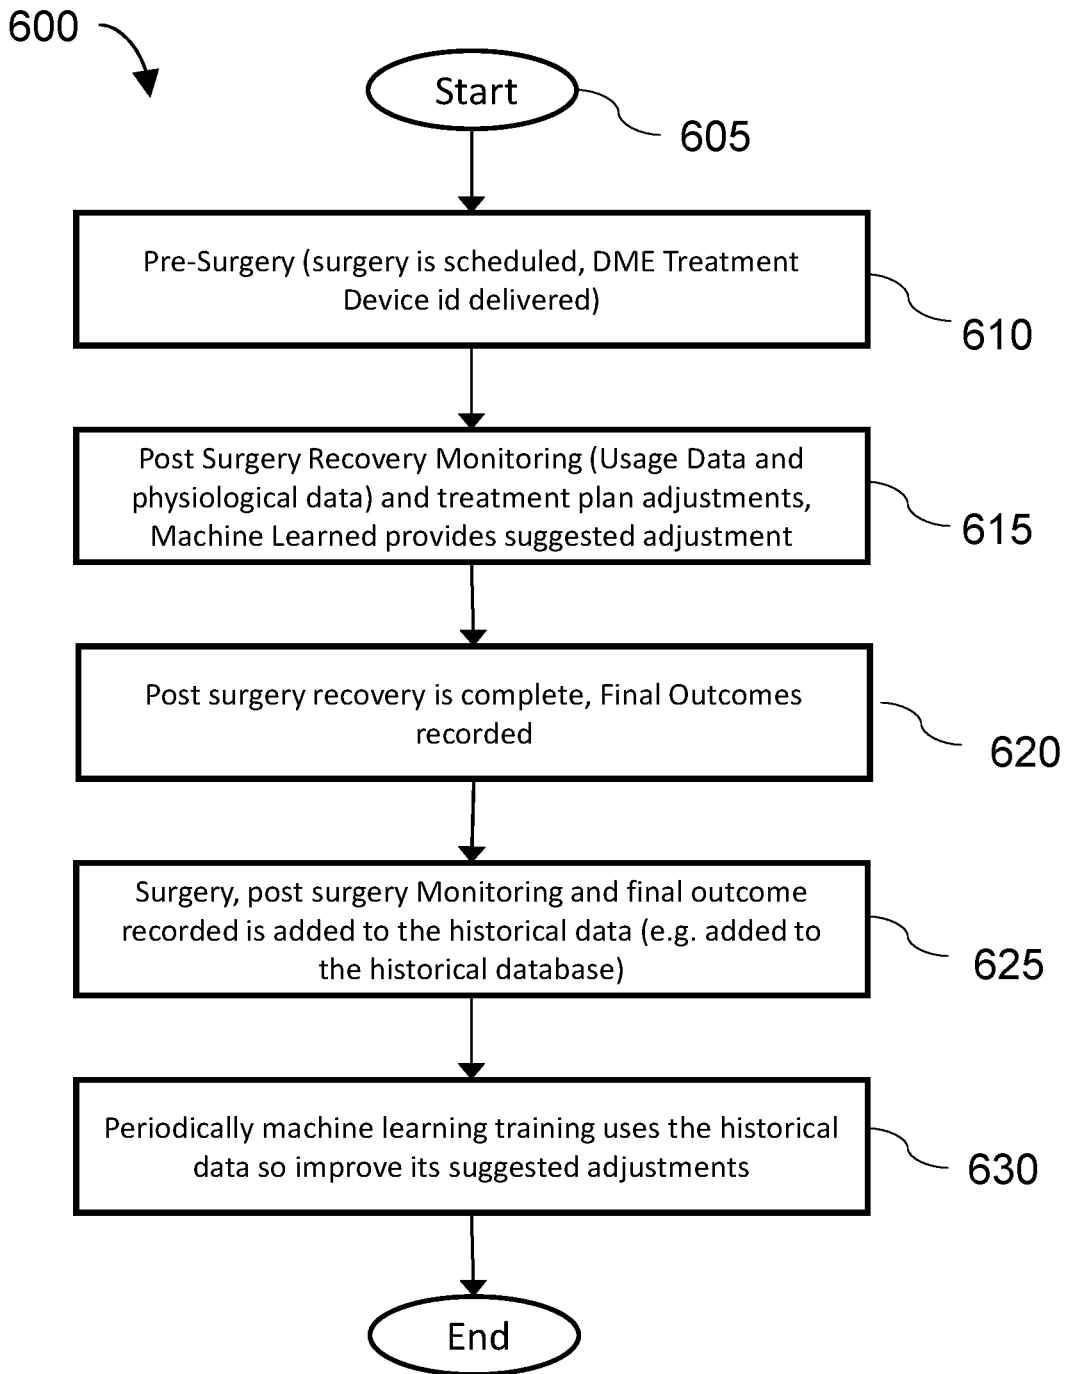 600
Start
605
Pre-Surgery (surgery is scheduled, DME Treatment
Device id delivered)
610
Post Surgery Recovery Monitoring (Usage Data and
physiological data) and treatment plan adjustments,
Machine Learned provides suggested adjustment
615
Post surgery recovery is complete, Final Outcomes
recorded
620
Surgery, post surgery Monitoring and final outcome
recorded is added to the historical data (e.g. added to
the historical database)
625
Periodically machine learning training uses the historical
data so improve its suggested adjustments
630
End